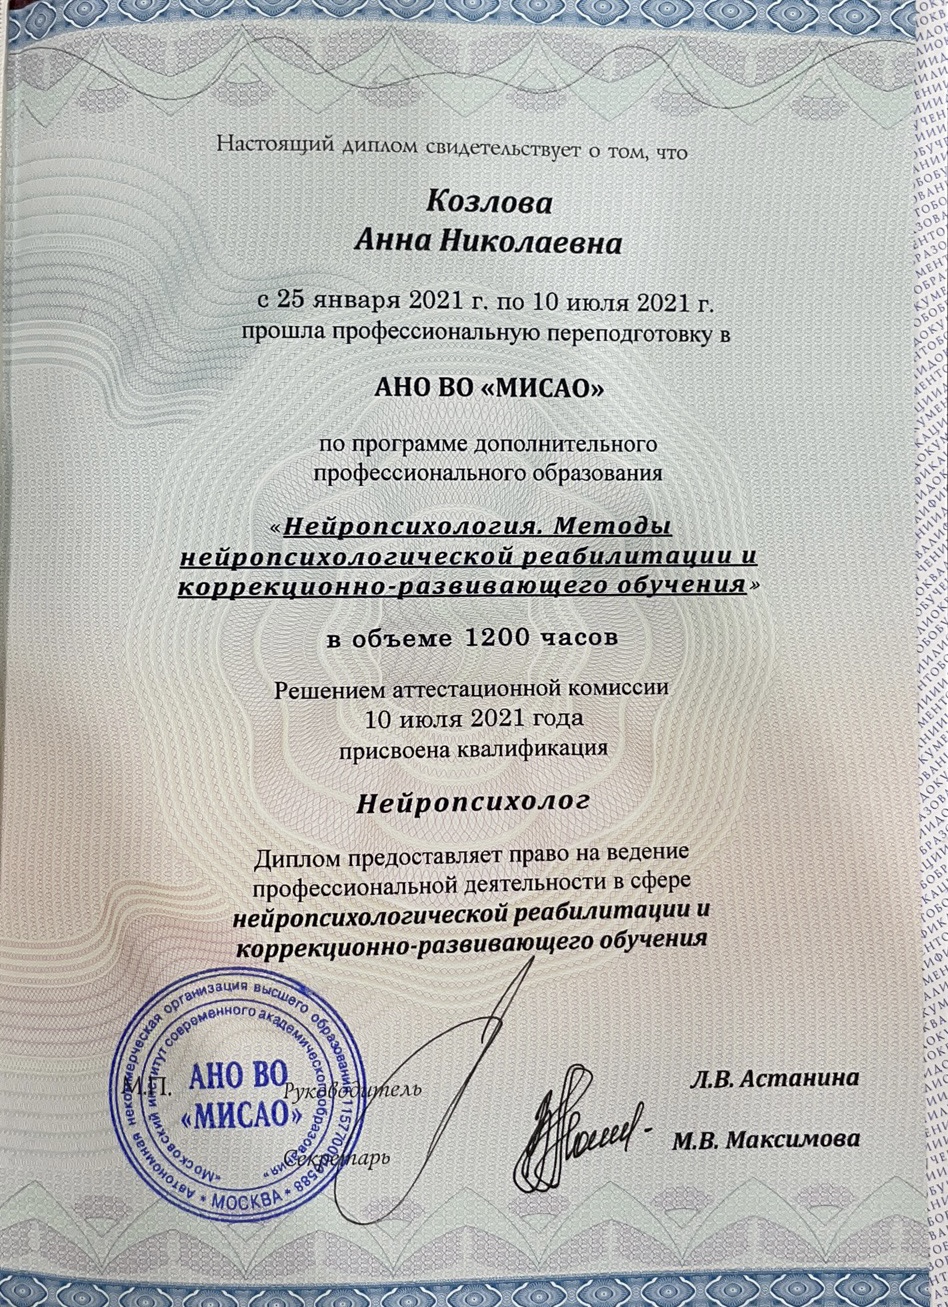 Настоящий диплом свидетельствует о том, что
Козлова
Анна Николаевна
с 25 января 2021 г. по 10 июля 2021 г.
прошла профессиональную переподготовку в
АНО ВО «МИСАО»
по программе дополнительного
профессионального образования
«Нейропсихология. Методы
нейропсихологической реабилитации и
коррекционно-развивающего обучения»
в объеме 1200 часов
Решением аттестационной комиссии
10 июля 2021 года
присвоена квалификация
Нейропсихолог
Диплом предоставляет право на ведение
профессиональной деятельности в сфере
нейропсихологической реабилитации и
коррекционно-развивающего обучения
М.П.
Руководитель
Л.В. Астанина
Секретарь
М.В. Максимова
Автономная некоммерческая организация высшего образования
«Московский институт современного академического образования»
АНО ВО
«МИСАО»
* МОСКВА *